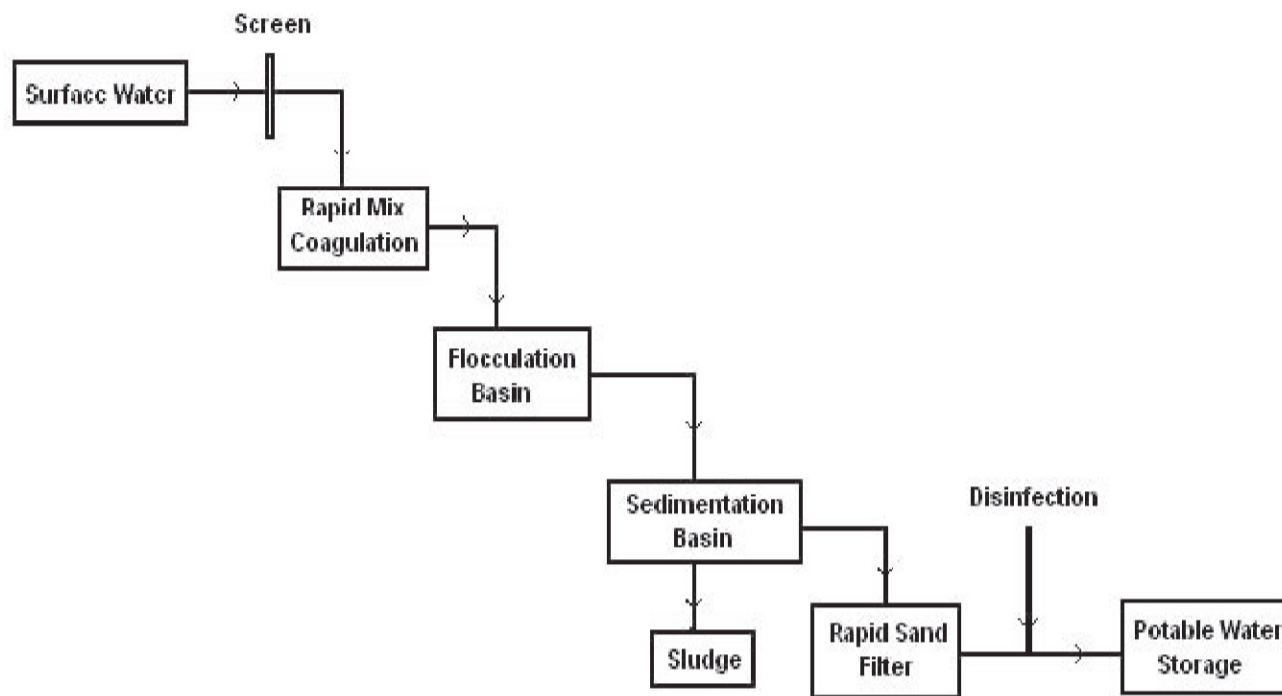 Screen
Surface Water
Rapid Mix
Coagulation
Flocculation
Basin
Sedimentation
Basin
Disinfection
Sludge
Rapid Sand
Filter
Potable Water
Storage